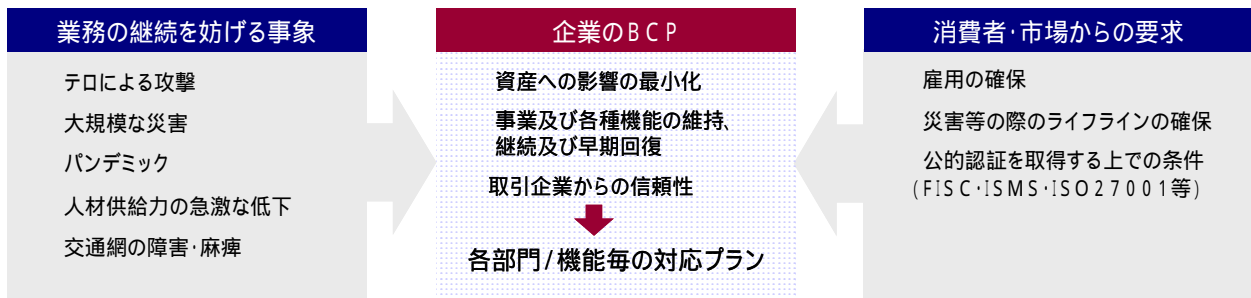 業務の継続を妨げる事象
テロによる攻撃
大規模な災害
パンデミック
人材供給力の急激な低下
交通網の障害・麻痺
企業のBCP
資産への影響の最小化
事業及び各種機能の維持、
継続及び早期回復
取引企業からの信頼性
各部門/機能毎の対応プラン
消費者・市場からの要求
雇用の確保
災害等の際のライフラインの確保
公的認証を取得する上での条件
(FISC・ISMS・ISO27001等)